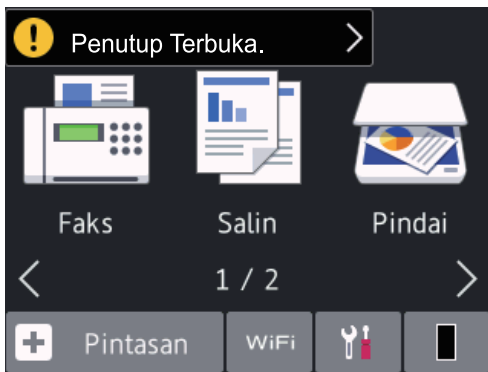 Penutup Terbuka.
Faks Salin Pindai
1 / 2
Pintasan WiFi